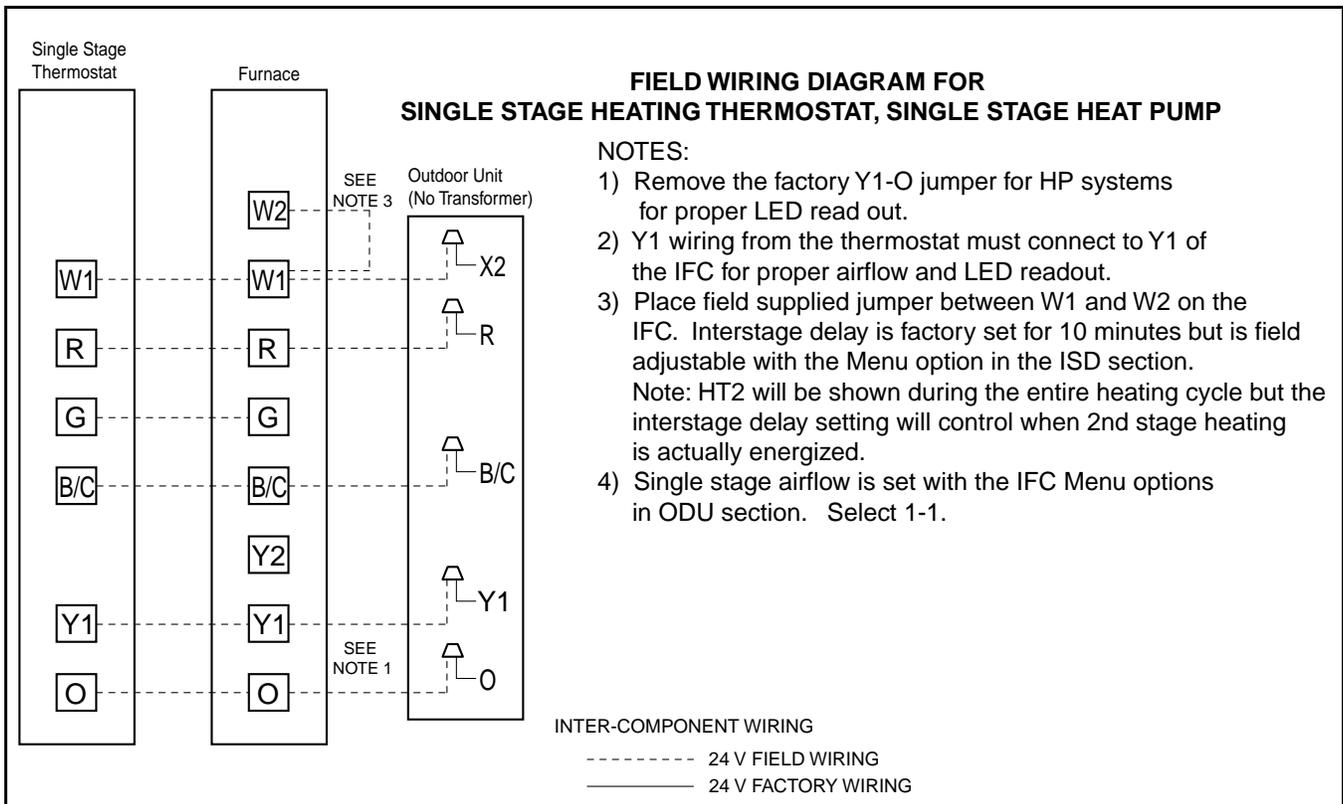 Single Stage
Thermostat
Furnace
FIELD WIRING DIAGRAM FOR
SINGLE STAGE HEATING THERMOSTAT, SINGLE STAGE HEAT PUMP
NOTES:
1) Remove the factory Y1-O jumper for HP systems
for proper LED read out.
2) Y1 wiring from the thermostat must connect to Y1 of
the IFC for proper airflow and LED readout.
3) Place field supplied jumper between W1 and W2 on the
IFC. Interstage delay is factory set for 10 minutes but is field
adjustable with the Menu option in the ISD section.
Note: HT2 will be shown during the entire heating cycle but the
interstage delay setting will control when 2nd stage heating
is actually energized.
4) Single stage airflow is set with the IFC Menu options
in ODU section. Select 1-1.
SEE
NOTE 3
Outdoor Unit
(No Transformer)
W2
W1
W1
X2
R
R
R
G
G
B/C
B/C
B/C
Y2
Y1
Y1
Y1
SEE
NOTE 1
O
O
O
INTER-COMPONENT WIRING
24 V FIELD WIRING
24 V FACTORY WIRING